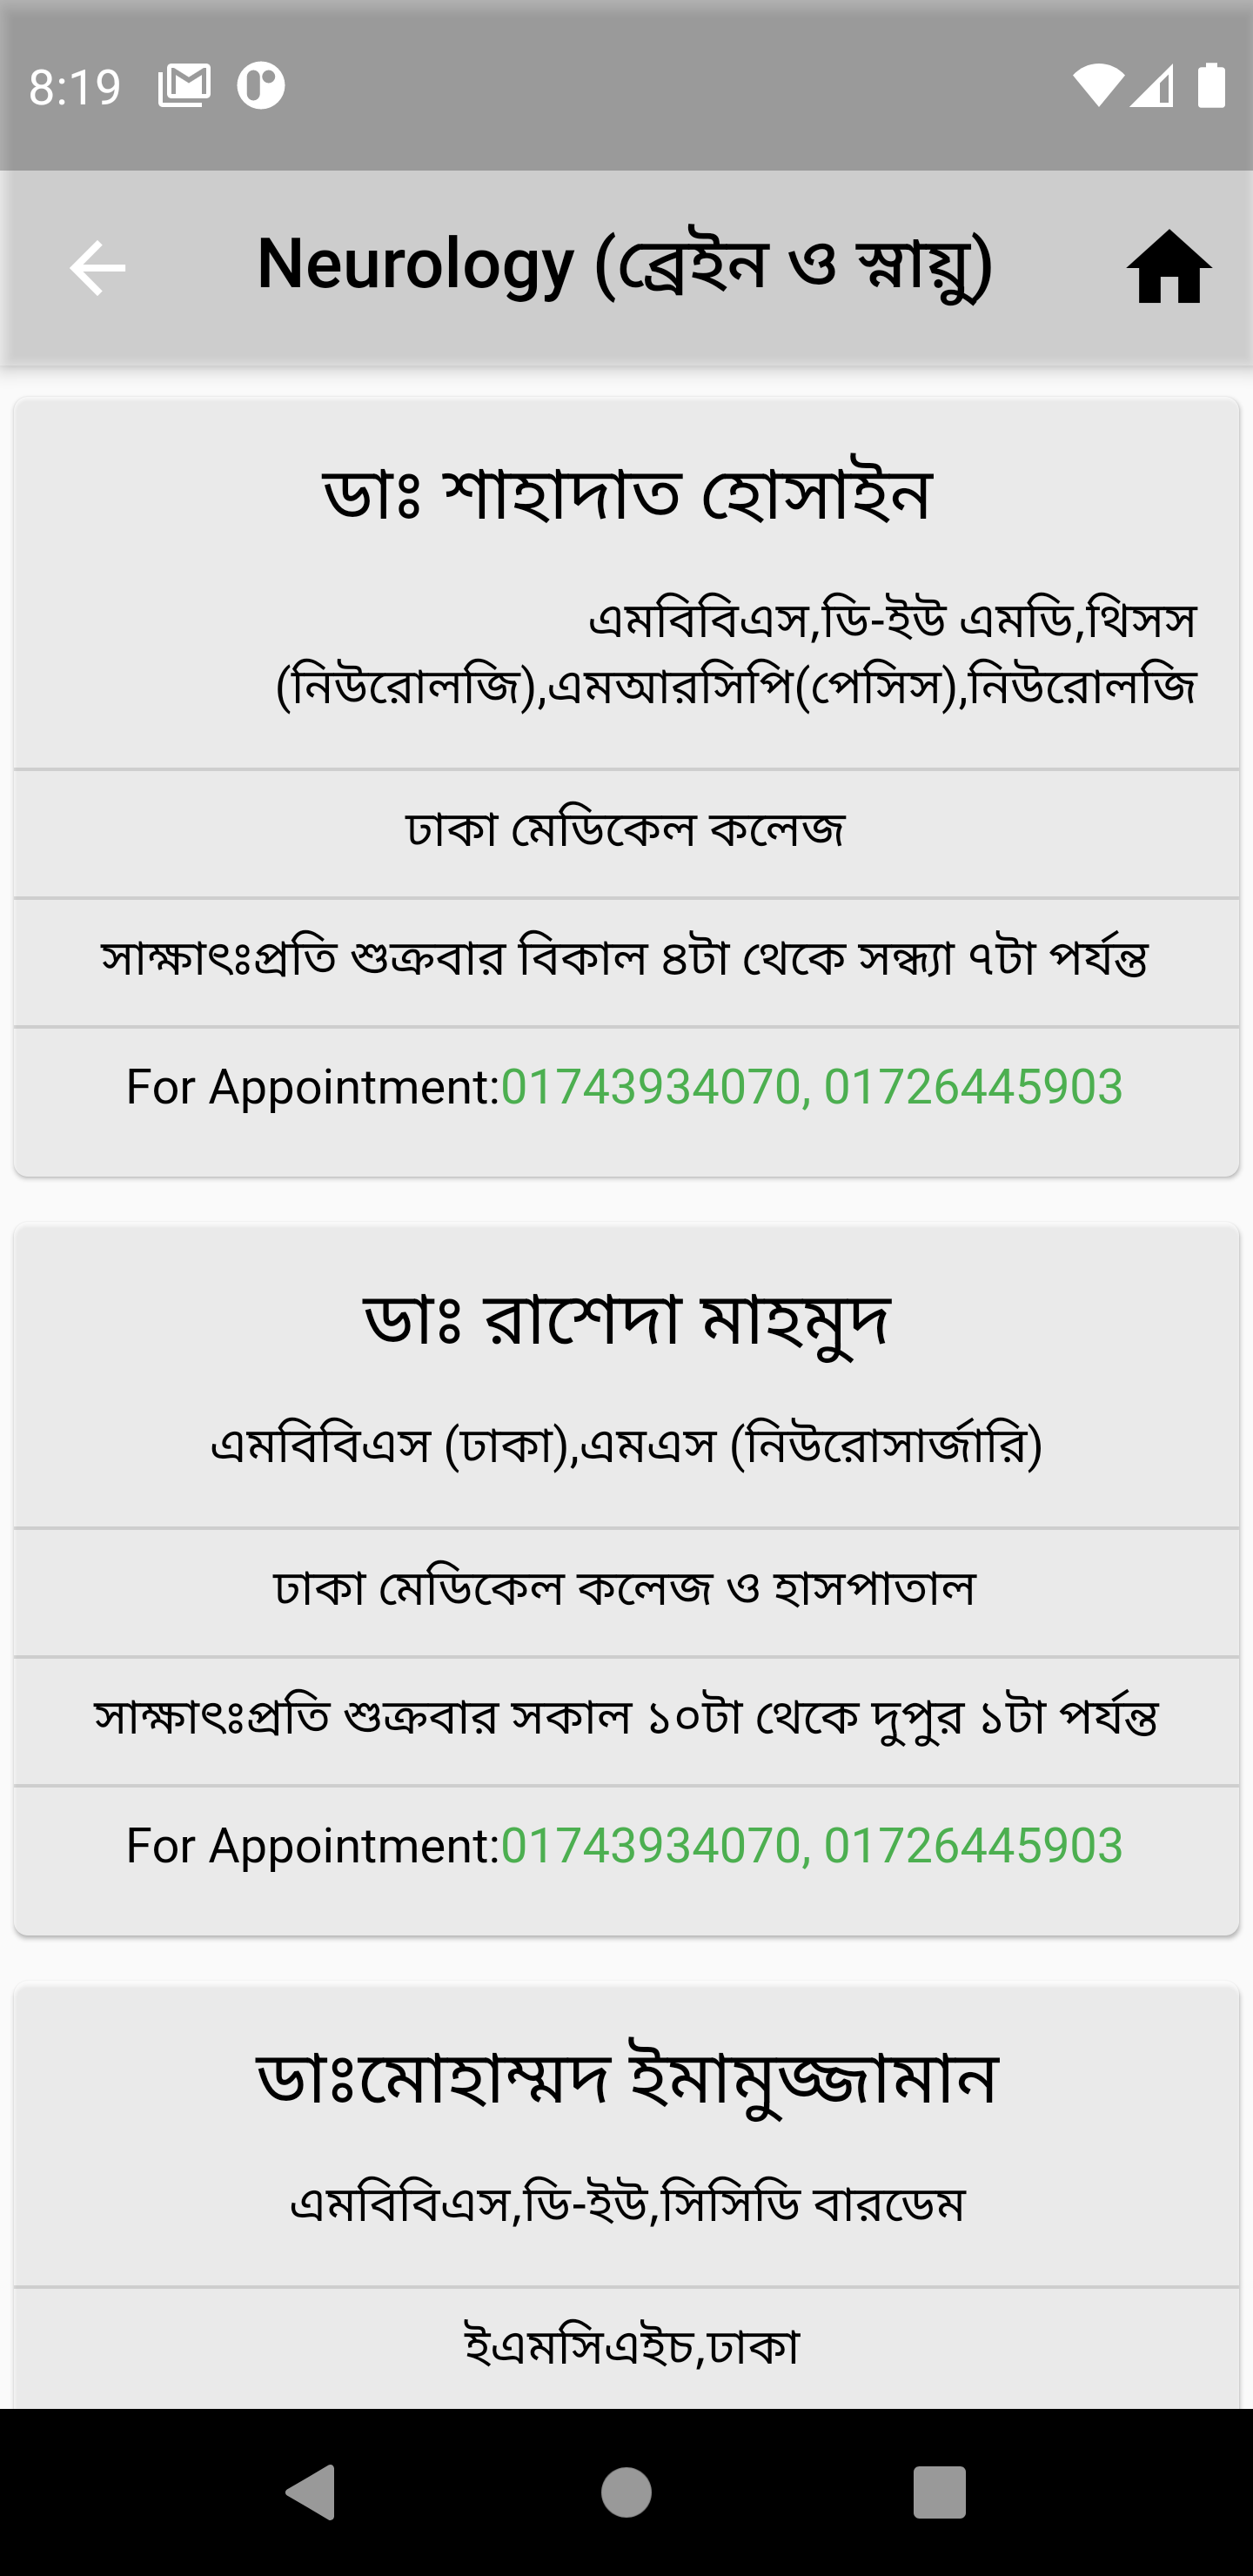 8:19
Neurology (ব্রেইন ও স্নায়ু)
ডাঃ শাহাদাত হোসাইন
এমবিবিএস,ডি-ইউ এমডি,থিসস
(নিউরোলজি),এমআরসিপি(পেসিস),নিউরোলজি
ঢাকা মেডিকেল কলেজ
সাক্ষাৎঃপ্রতি শুক্রবার বিকাল ৪টা থেকে সন্ধ্যা ৭টা পর্যন্ত
For Appointment:01743934070, 01726445903
ডাঃ রাশেদা মাহমুদ
এমবিবিএস (ঢাকা),এমএস (নিউরোসার্জারি)
ঢাকা মেডিকেল কলেজ ও হাসপাতাল
সাক্ষাৎঃপ্রতি শুক্রবার সকাল ১০টা থেকে দুপুর ১টা পর্যন্ত
For Appointment:01743934070, 01726445903
ডাঃমোহাম্মদ ইমামুজ্জামান
এমবিবিএস,ডি-ইউ,সিসিডি বারডেম
ইএমসিএইচ,ঢাকা